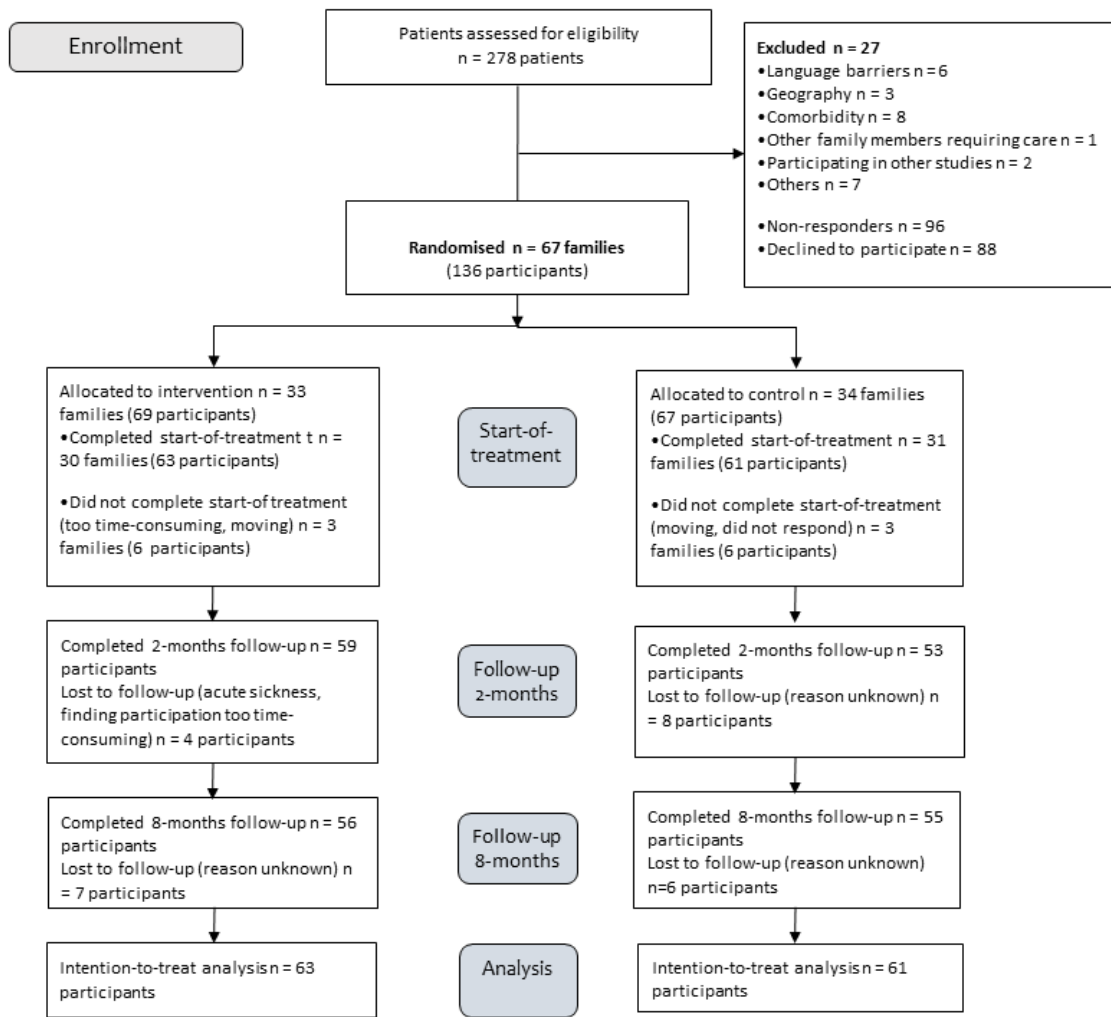 Enrollment
Patients assessed for eligibility
n = 278 patients
Excluded n = 27
•Language barriers n = 6
•Geography n = 3
•Comorbidity n = 8
•Other family members requiring care n = 1
•Participating in other studies n = 2
•Others n = 7
•Non-responders n = 96
•Declined to participate n = 88
Randomised n = 67 families
(136 participants)
Allocated to intervention n = 33
families (69 participants)
•Completed start-of-treatment t n =
30 families (63 participants)
•Did not complete start-of treatment
(too time-consuming, moving) n = 3
families (6 participants)
Start-of-
treatment
Allocated to control n = 34 families
(67 participants)
•Completed start-of-treatment n = 31
families (61 participants)
•Did not complete start-of-treatment
(moving, did not respond) n = 3
families (6 participants)
Completed 2-months follow-up n = 59
participants
Lost to follow-up (acute sickness,
finding participation too time-
consuming) n = 4 participants
Follow-up
2-months
Completed 2-months follow-up n = 53
participants
Lost to follow-up (reason unknown) n
= 8 participants
Completed 8-months follow-up n = 56
participants
Lost to follow-up (reason unknown) n
= 7 participants
Follow-up
8-months
Completed 8-months follow-up n = 55
participants
Lost to follow-up (reason unknown)
n=6 participants
Intention-to-treat analysis n = 63
participants
Analysis
Intention-to-treat analysis n = 61
participants